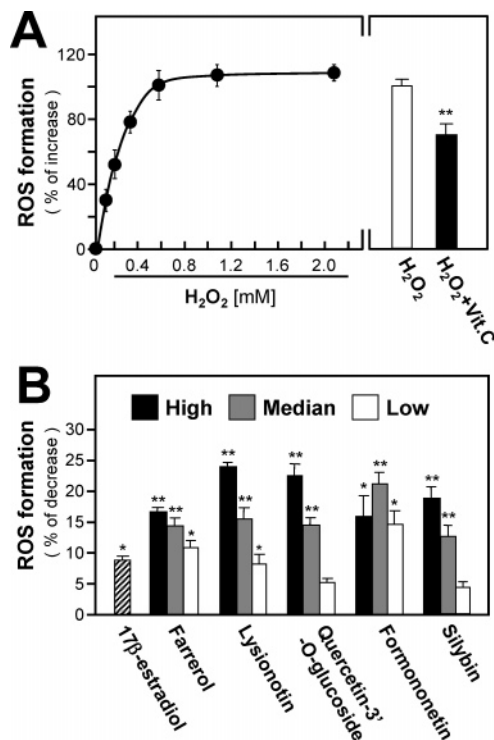 A
ROS formation
( % of increase )
120
80
40
0
0 0.4 0.8 1.2 1.6 2.0
H₂O₂ [mM]
**
H₂O₂
H₂O₂+Vit.C
B
High Median Low
ROS formation
( % of decrease )
30
25
20
15
10
5
0
* ** ** * ** ** * ** ** * ** * ** **
17β-estradiol
Farrerol
Lysionotin
Quercetin-3'
-O-glucoside
Formononetin
Silybin